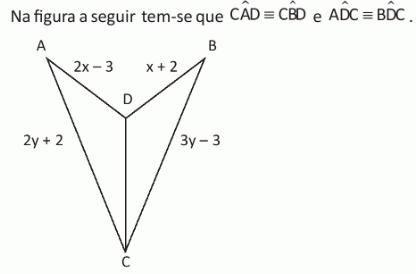 Na figura a seguir tem-se que CÂD ≡ CB̂D e AD̂C ≡ BD̂C .
A B
2x – 3 x + 2
D
2y + 2 3y – 3
C